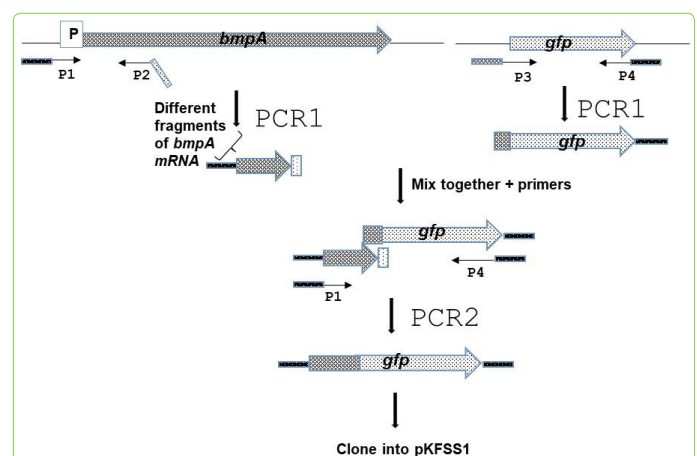 P
bmpA
gfp
P1
P2
P3
P4
Different
fragments
of bmpA
mRNA
PCR1
PCR1
gfp
Mix together + primers
gfp
P1
P4
PCR2
gfp
Clone into pKFSS1